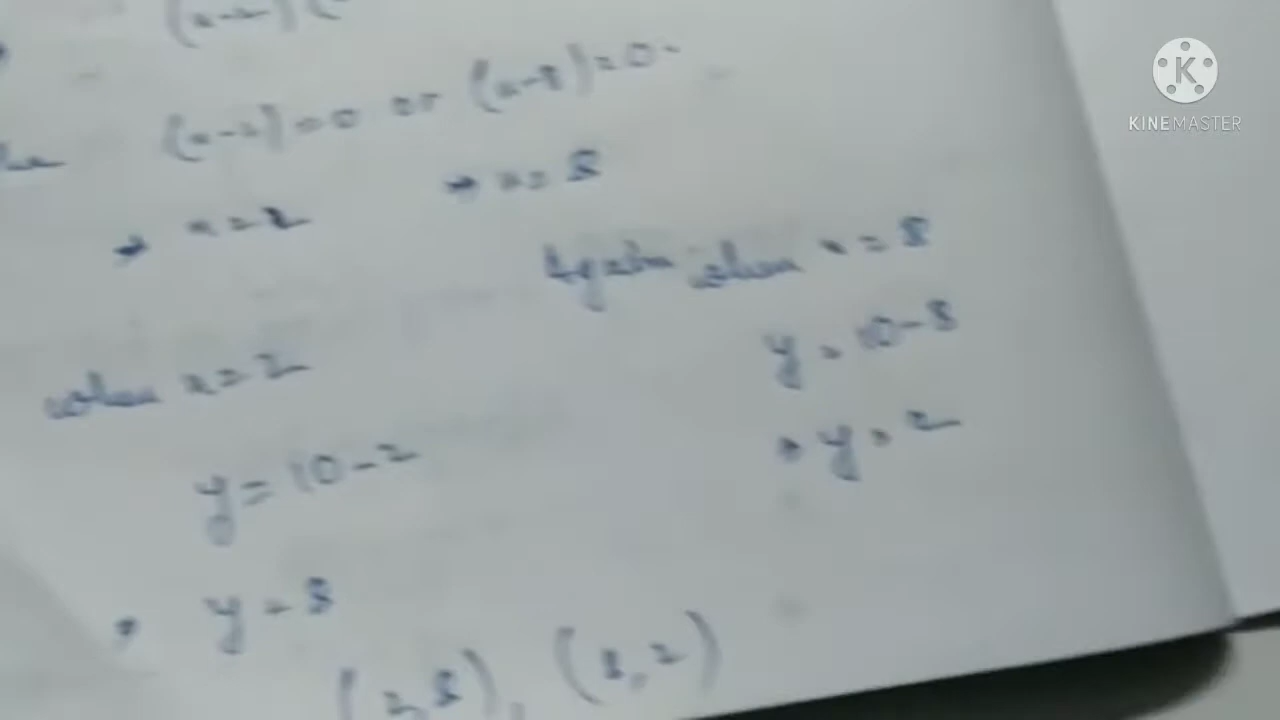 (x-2)(
(x-2)=0 or (x-8)=0
KINEMASTER
x=2
x=8
Again when x=8
when x=2
y=10-8
y=2
y=10-2
y=8
(2,8), (8,2)